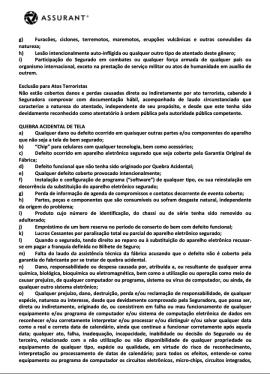 ASSURANT®
g) Furacões, ciclones, terremotos, maremotos, erupções vulcânicas e outras convulsões da
natureza;
h) Lesão intencionalmente auto-infligida ou qualquer outro tipo de atentado deste gênero;
i) Participação do Segurado em combates ou qualquer força armada de qualquer país ou
organismo internacional, exceto na prestação de serviço militar ou atos de humanidade em auxílio de
outrem.
Exclusão para Atos Terroristas
Não estão cobertos danos e perdas causadas direta ou indiretamente por ato terrorista, cabendo à
Seguradora comprovar com documentação hábil, acompanhada de laudo circunstanciado que
caracterize a natureza do atentado, independente de seu propósito, e desde que este tenha sido
devidamente reconhecido como atentatório à ordem pública pela autoridade pública competente.
QUEBRA ACIDENTAL DE TELA
a) Qualquer dano ou defeito ocorrido em quaisquer outras partes e/ou componentes do aparelho
que não seja a tela de bem segurado;
b) "Chip" para celulares com qualquer tecnologia, bem como acessórios;
c) Defeito ocorrido em aparelho eletrônico segurado que seja coberto pela Garantia Original de
Fábrica;
d) Defeito funcional que não tenha sido originado por Quebra Acidental;
e) Qualquer defeito coberto provocado intencionalmente;
f) Instalação e configuração do programa ("software") de qualquer tipo, ou sua reinstalação em
decorrência da substituição do aparelho eletrônico segurado;
g) Perda de informação de agenda de compromissos e contatos decorrente de evento coberto;
h) Partes, peças e componentes que são consumíveis ou sofram desgaste natural, independente
da origem do problema;
i) Produto cujo número de identificação, do chassi ou de série tenha sido removido ou
adulterado;
j) Empréstimo de um bem reserva no período de conserto do bem com defeito funcional;
k) Lucros Cessantes por paralisação total ou parcial do aparelho eletrônico segurado;
l) Quando o segurado, tendo direito ao reparo ou à substituição do aparelho eletrônico recusar-
se em pagar a franquia definida no Bilhete de Seguro;
m) Falta do laudo da assistência técnica da fábrica acusando que o defeito não é coberto pela
garantia do fabricante por se tratar de quebra acidental.
n) Dano, responsabilidade ou despesa causada por, atribuída a, ou resultante de qualquer arma
química, biológica, bioquímica ou eletromagnética, bem como a utilização ou operação como meio de
causar prejuízo, de qualquer computador ou programa, sistema ou vírus de computador, ou ainda, de
qualquer outro sistema eletrônico;
o) Qualquer prejuízo, dano, destruição, perda e/ou reclamação de responsabilidade, de qualquer
espécie, natureza ou interesse, desde que devidamente comprovado pela Seguradora, que possa ser,
direta ou indiretamente, originado de, ou consistirem em falha ou mau funcionamento de qualquer
equipamento e/ou programa de computador e/ou sistema de computação eletrônica de dados em
reconhecer e/ou corretamente interpretar e/ou processar e/ou distinguir e/ou salvar qualquer data
como a real e correta data de calendário, ainda que continue a funcionar corretamente após aquela
data; qualquer ato, falha, inadequação, incapacidade, inabilidade ou decisão do Segurado ou de
terceiro, relacionado com a não utilização ou não disponibilidade de qualquer propriedade ou
equipamento de qualquer tipo, espécie ou qualidade, em virtude do risco de reconhecimento,
interpretação ou processamento de datas de calendário; para todos os efeitos, entende-se como
equipamento ou programa de computador os circuitos eletrônicos, micro-chips, circuitos integrados,